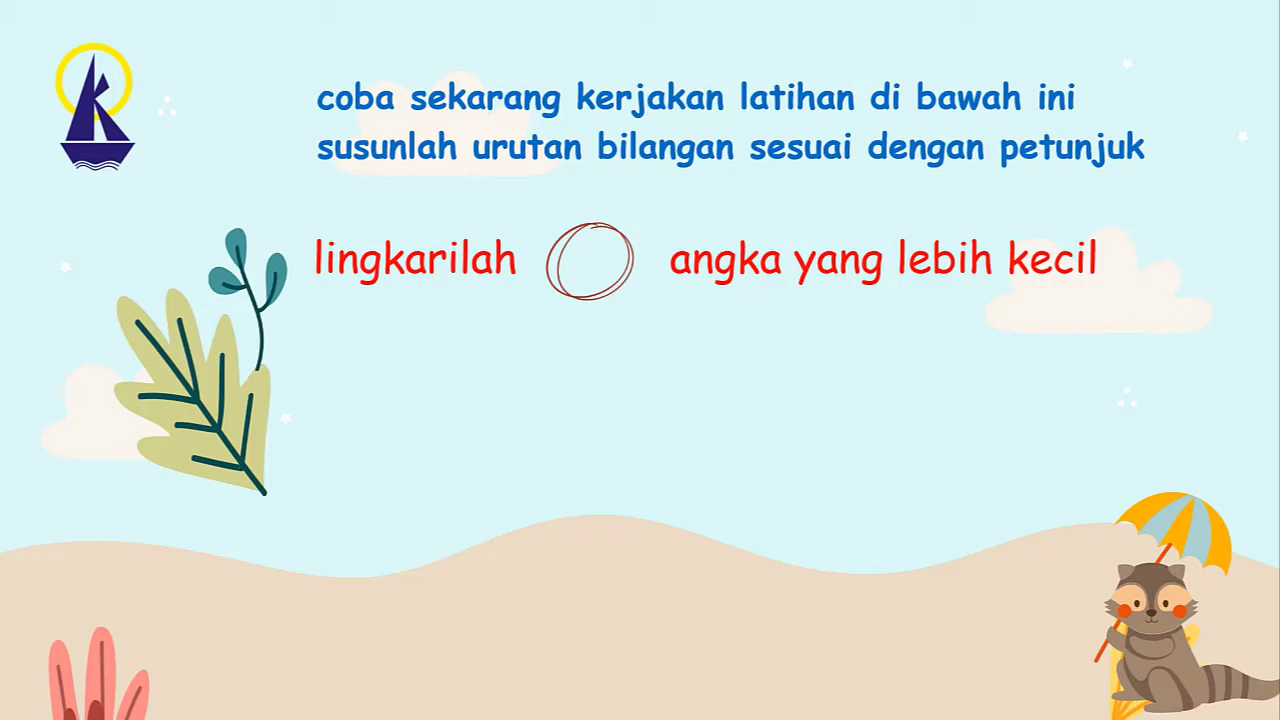 coba sekarang kerjakan latihan di bawah ini
susunlah urutan bilangan sesuai dengan petunjuk
lingkarilah angka yang lebih kecil